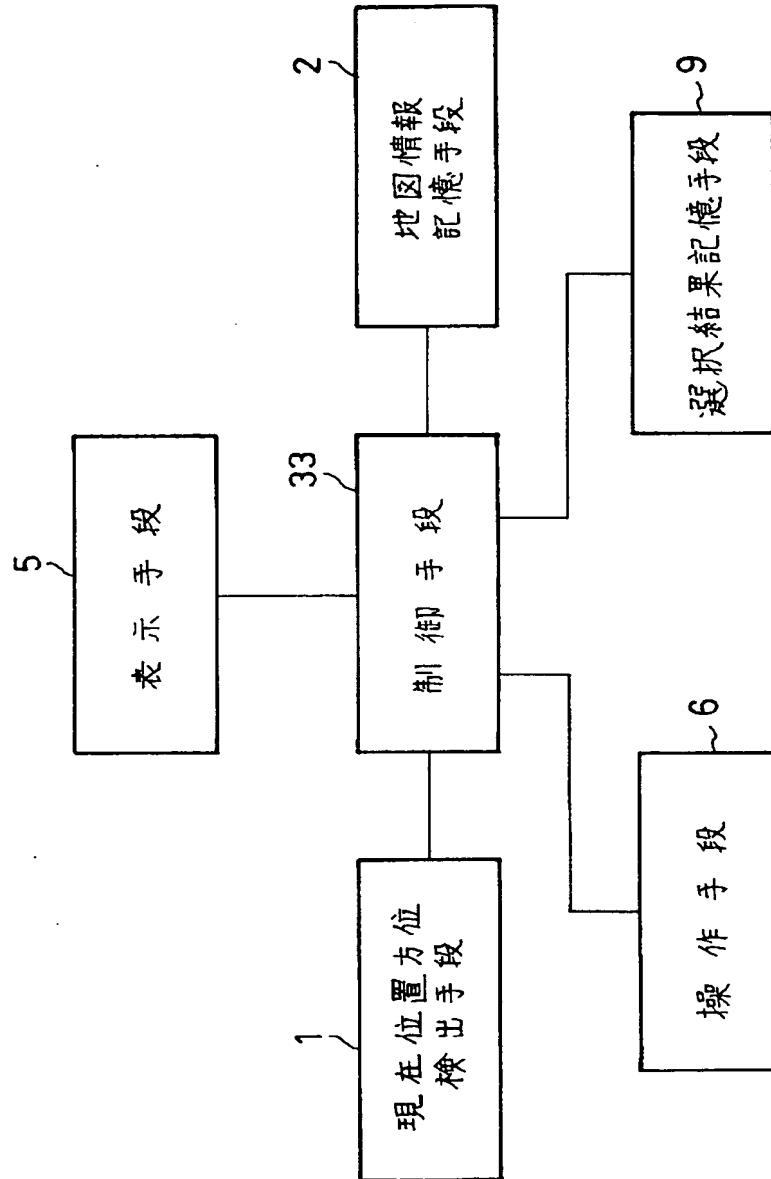 5
表示手段
1
現在位置方位
検出手段
33
制御手段
2
地図情報
記憶手段
6
操作手段
9
選択結果記憶手段